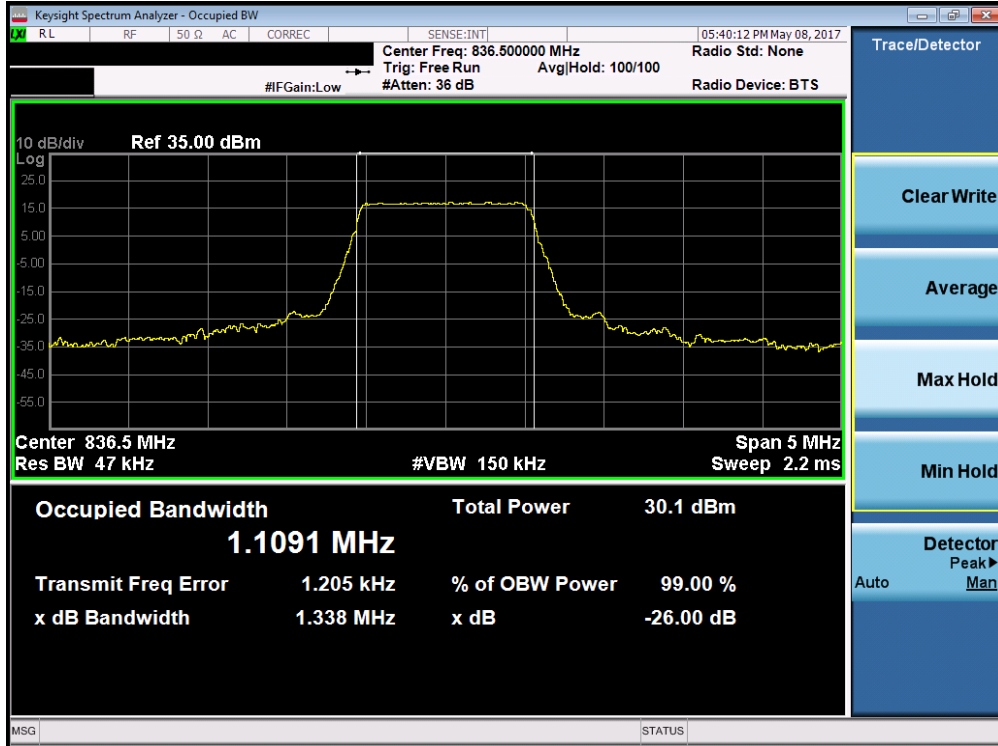 Keysight Spectrum Analyzer - Occupied BW
LXI RL RF 50 Ω AC CORREC SENSE:INT 05:40:12 PM May 08, 2017
Center Freq: 836.500000 MHz Radio Std: None
Trig: Free Run Avg|Hold: 100/100
#IFGain:Low #Atten: 36 dB Radio Device: BTS
Trace/Detector
10 dB/div Ref 35.00 dBm
Log
25.0
15.0
5.00
-5.00
-15.0
-25.0
-35.0
-45.0
-55.0
Center 836.5 MHz Span 5 MHz
Res BW 47 kHz #VBW 150 kHz Sweep 2.2 ms
Occupied Bandwidth Total Power 30.1 dBm
1.1091 MHz
Transmit Freq Error 1.205 kHz % of OBW Power 99.00 %
x dB Bandwidth 1.338 MHz x dB -26.00 dB
Clear Write
Average
Max Hold
Min Hold
Detector
Peak▶
Auto Man
MSG STATUS